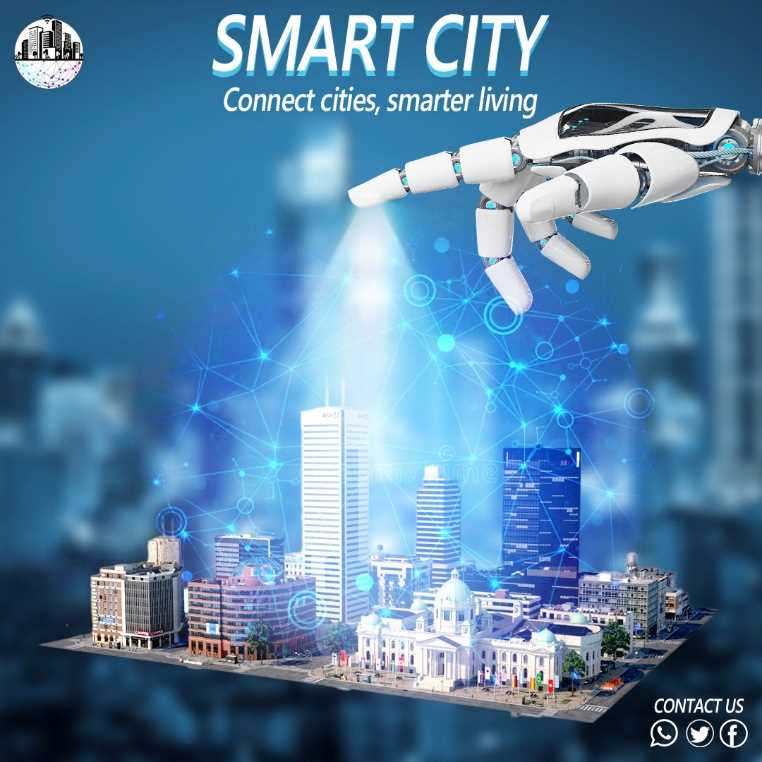 SMART CITY
Connect cities, smarter living
CONTACT US